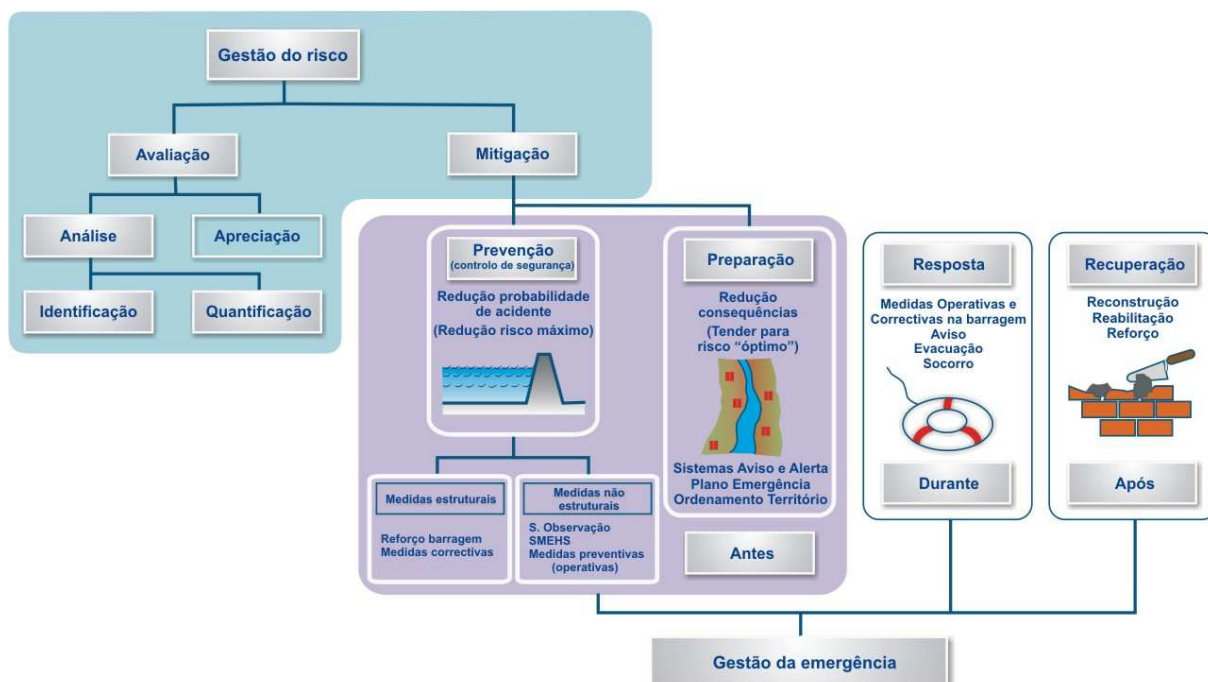 Gestão do risco
Avaliação
Mitigação
Análise
Apreciação
Identificação
Quantificação
Prevenção
(controlo de segurança)
Redução probabilidade
de acidente
(Redução risco máximo)
Medidas estruturais
Reforço barragem
Medidas correctivas
Medidas não
estruturais
S. Observação
SMEHS
Medidas preventivas
(operativas)
Preparação
Redução
consequências
(Tender para
risco “óptimo”)
Sistemas Aviso e Alerta
Plano Emergência
Ordenamento Território
Antes
Resposta
Medidas Operativas e
Correctivas na barragem
Aviso
Evacuação
Socorro
Durante
Recuperação
Reconstrução
Reabilitação
Reforço
Após
Gestão da emergência